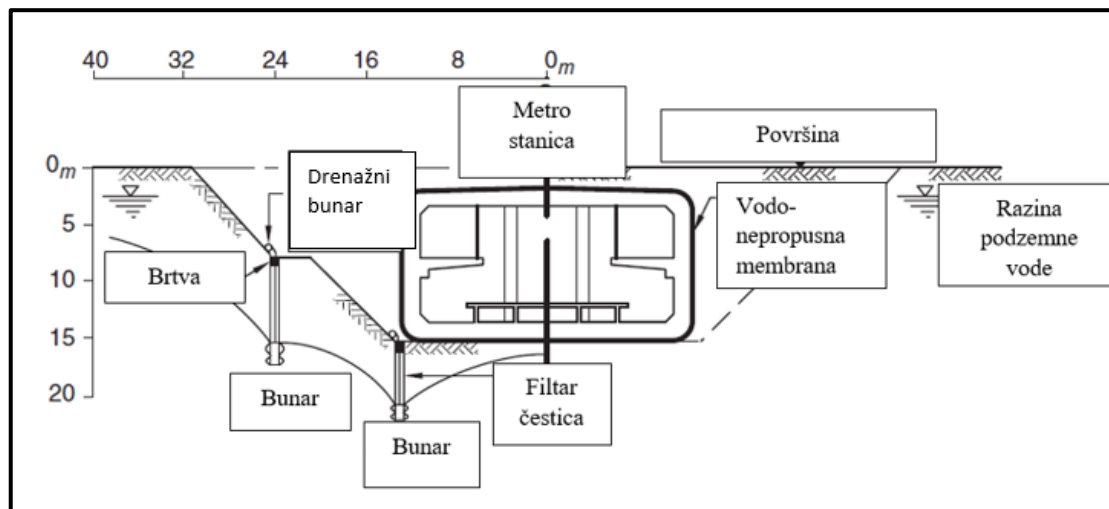 40 32 24 16 8 0m
Metro
stanica
Površina
0m
Drenažni
bunar
Vodo-
nepropusna
membrana
Razina
podzemne
vode
5
Brtva
10
15
20
Bunar
Filtar
čestica
Bunar